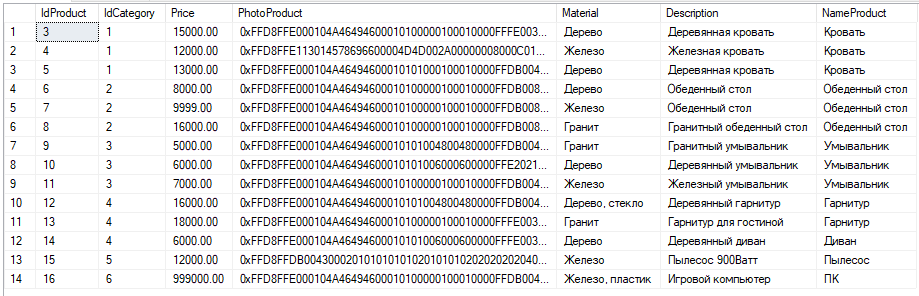 IdProduct IdCategory Price PhotoProduct Material Description NameProduct
1 3 1 15000.00 0xFFD8FFE000104A46494600010100000100010000FFFE003... Дерево Деревянная кровать Кровать
2 4 1 12000.00 0xFFD8FFE113014578696600004D4D002A00000008000C01... Железо Железная кровать Кровать
3 5 1 13000.00 0xFFD8FFE000104A46494600010101000100010000FFDB004... Дерево Деревянная кровать Кровать
4 6 2 8000.00 0xFFD8FFE000104A46494600010100000100010000FFDB008... Дерево Обеденный стол Обеденный стол
5 7 2 9999.00 0xFFD8FFE000104A46494600010100000100010000FFDB008... Железо Обеденный стол Обеденный стол
6 8 2 16000.00 0xFFD8FFE000104A46494600010100000100010000FFDB008... Гранит Гранитный обеденный стол Обеденный стол
7 9 3 5000.00 0xFFD8FFE000104A46494600010101004800480000FFDB004... Гранит Гранитный умывальник Умывальник
8 10 3 6000.00 0xFFD8FFE000104A46494600010101006000600000FFE2021... Дерево Деревянный умывальник Умывальник
9 11 3 7000.00 0xFFD8FFE000104A46494600010100000100010000FFDB004... Железо Железный умывальник Умывальник
10 12 4 16000.00 0xFFD8FFE000104A46494600010101004800480000FFDB004... Дерево, стекло Деревянный гарнитур Гарнитур
11 13 4 18000.00 0xFFD8FFE000104A46494600010100000100010000FFFE003... Гранит Гарнитур для гостиной Гарнитур
12 14 4 6000.00 0xFFD8FFE000104A46494600010101006000600000FFFE003... Дерево Деревянный диван Диван
13 15 5 12000.00 0xFFD8FFDB00430002010101010102010101020202020204​0... Железо Пылесос 900Ватт Пылесос
14 16 6 999000.00 0xFFD8FFE000104A46494600010100000100010000FFDB004... Железо, пластик Игровой компьютер ПК